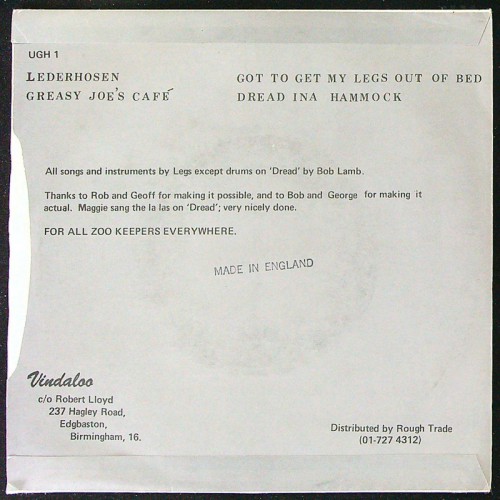 UGH 1
LEDERHOSEN
GREASY JOE'S CAFÉ
GOT TO GET MY LEGS OUT OF BED
DREAD INA HAMMOCK
All songs and instruments by Legs except drums on 'Dread' by Bob Lamb.
Thanks to Rob and Geoff for making it possible, and to Bob and George for making it
actual. Maggie sang the la las on 'Dread'; very nicely done.
FOR ALL ZOO KEEPERS EVERYWHERE.
MADE IN ENGLAND
Vindaloo
c/o Robert Lloyd
237 Hagley Road,
Edgbaston,
Birmingham, 16.
Distributed by Rough Trade
(01-727 4312)